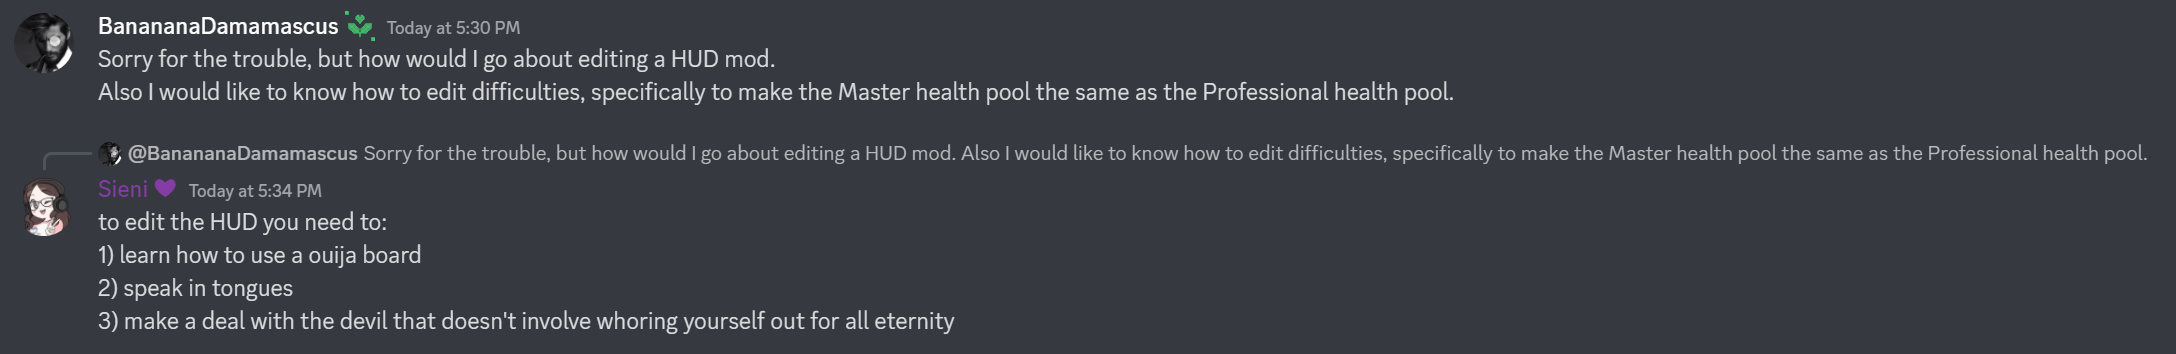 BanananaDamamascus Today at 5:30 PM
Sorry for the trouble, but how would I go about editing a HUD mod.
Also I would like to know how to edit difficulties, specifically to make the Master health pool the same as the Professional health pool.
@BanananaDamamascus Sorry for the trouble, but how would I go about editing a HUD mod. Also I would like to know how to edit difficulties, specifically to make the Master health pool the same as the Professional health pool.
Sieni 💜 Today at 5:34 PM
to edit the HUD you need to:
1) learn how to use a ouija board
2) speak in tongues
3) make a deal with the devil that doesn't involve whoring yourself out for all eternity